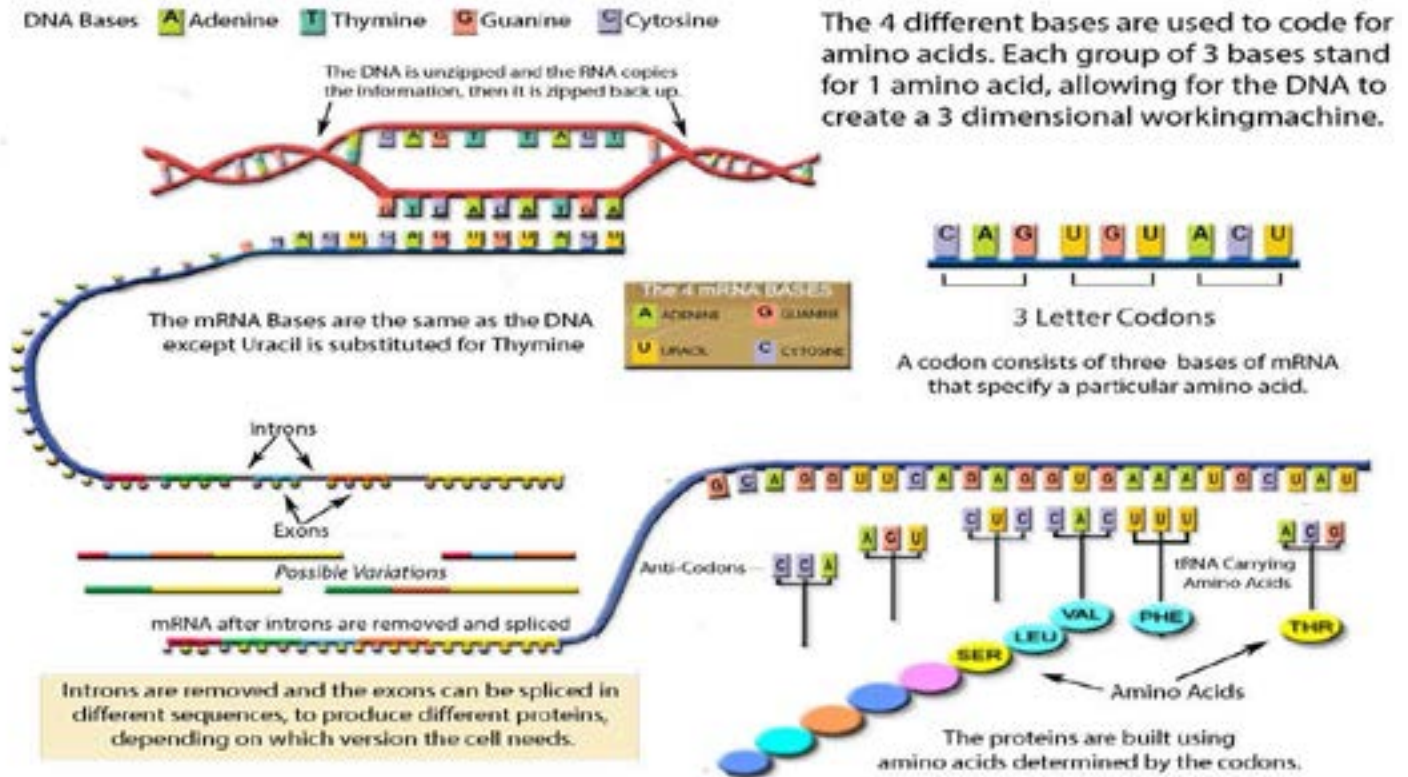 DNA Bases A Adenine T Thymine G Guanine C Cytosine
The 4 different bases are used to code for
amino acids. Each group of 3 bases stand
for 1 amino acid, allowing for the DNA to
create a 3 dimensional workingmachine.
The DNA is unzipped and the RNA copies
the information, then it is zipped back up.
C A G T T A C T
T C A C A T G A
A C U C A G U G U A C U
The mRNA Bases are the same as the DNA
except Uracil is substituted for Thymine
The 4 mRNA BASES
A ADENINE G GUANINE
U URACIL C CYTOSINE
C A G U G U A C U
3 Letter Codons
A codon consists of three bases of mRNA
that specify a particular amino acid.
Introns
Exons
Possible Variations
mRNA after introns are removed and spliced
Introns are removed and the exons can be spliced in
different sequences, to produce different proteins,
depending on which version the cell needs.
G C A G G U U C A G A G G U G A A A U G C U A U
Anti-Codons
C C A
A G U
C U C
C A C
U U U
A C G
tRNA Carrying
Amino Acids
VAL
PHE
THR
LEU
SER
Amino Acids
The proteins are built using
amino acids determined by the codons.